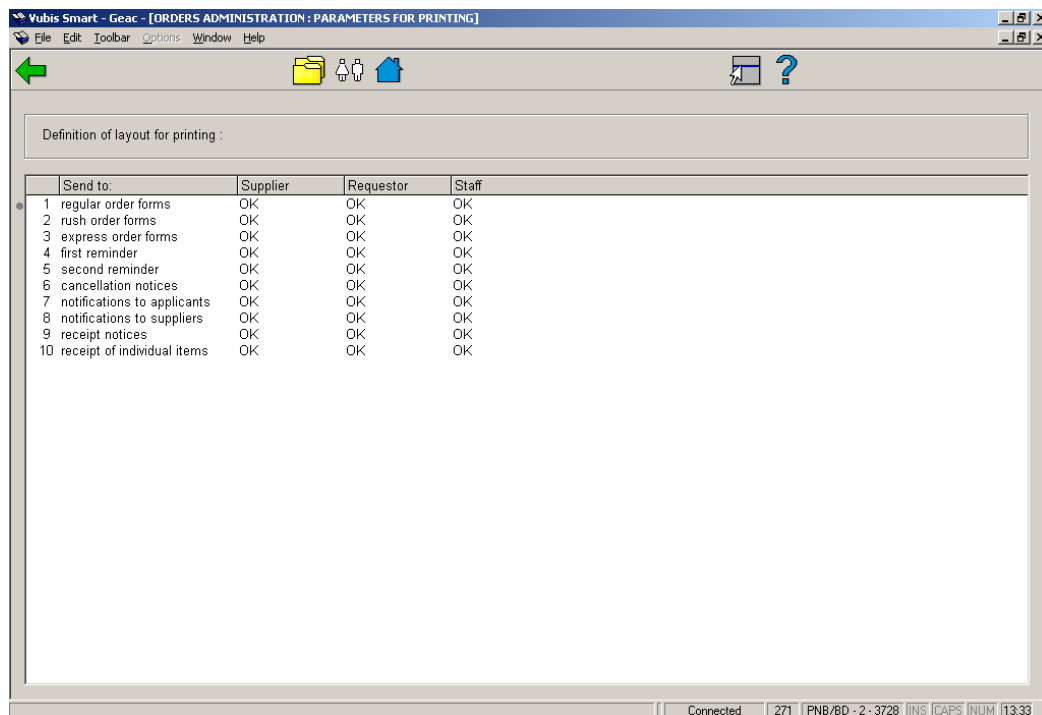 Vubis Smart - Geac - [ORDERS ADMINISTRATION : PARAMETERS FOR PRINTING]
File Edit Toolbar Options Window Help
Definition of layout for printing :
Send to: Supplier Requestor Staff
1 regular order forms OK OK OK
2 rush order forms OK OK OK
3 express order forms OK OK OK
4 first reminder OK OK OK
5 second reminder OK OK OK
6 cancellation notices OK OK OK
7 notifications to applicants OK OK OK
8 notifications to suppliers OK OK OK
9 receipt notices OK OK OK
10 receipt of individual items OK OK OK
Connected 271 PNB/BD - 2 - 3728 INS CAPS NUM 13:33